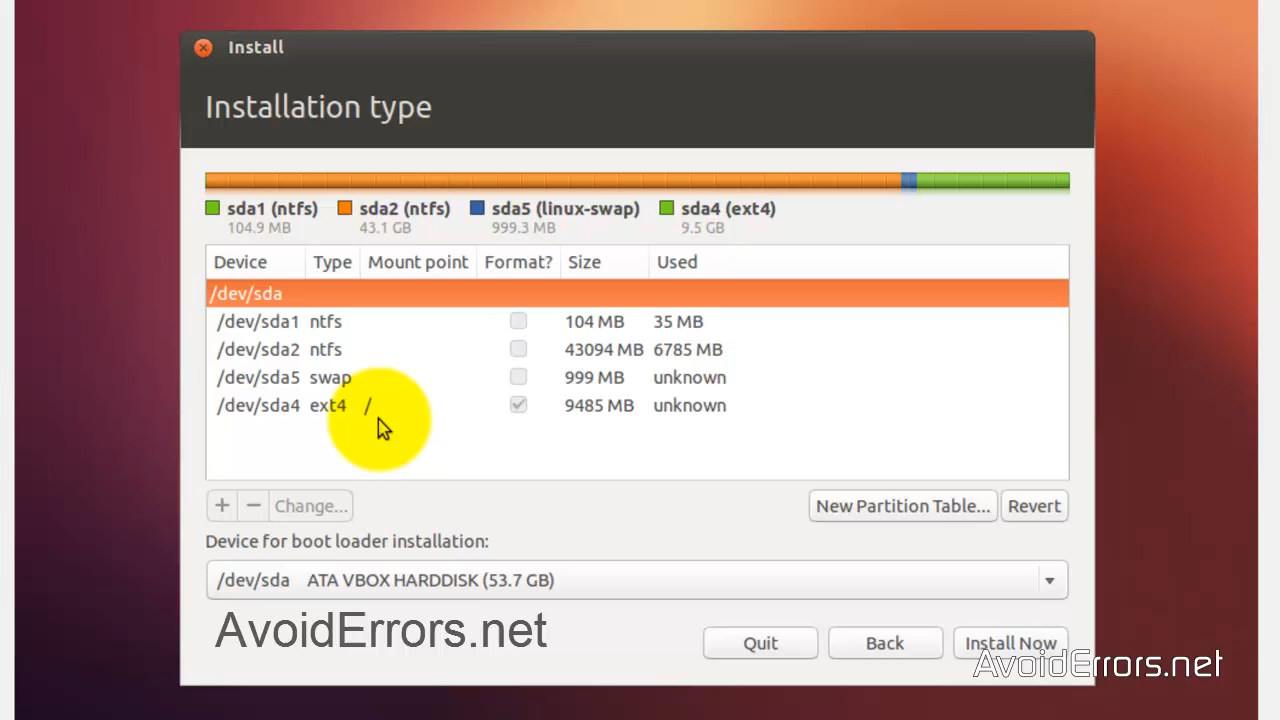 Install
Installation type
sda1 (ntfs) sda2 (ntfs) sda5 (linux-swap) sda4 (ext4)
104.9 MB 43.1 GB 999.3 MB 9.5 GB
Device Type Mount point Format? Size Used
/dev/sda
/dev/sda1 ntfs 104 MB 35 MB
/dev/sda2 ntfs 43094 MB 6785 MB
/dev/sda5 swap 999 MB unknown
/dev/sda4 ext4 / 9485 MB unknown
+ − Change... New Partition Table... Revert
Device for boot loader installation:
/dev/sda ATA VBOX HARDDISK (53.7 GB)
AvoidErrors.net
Quit Back Install Now
AvoidErrors.net